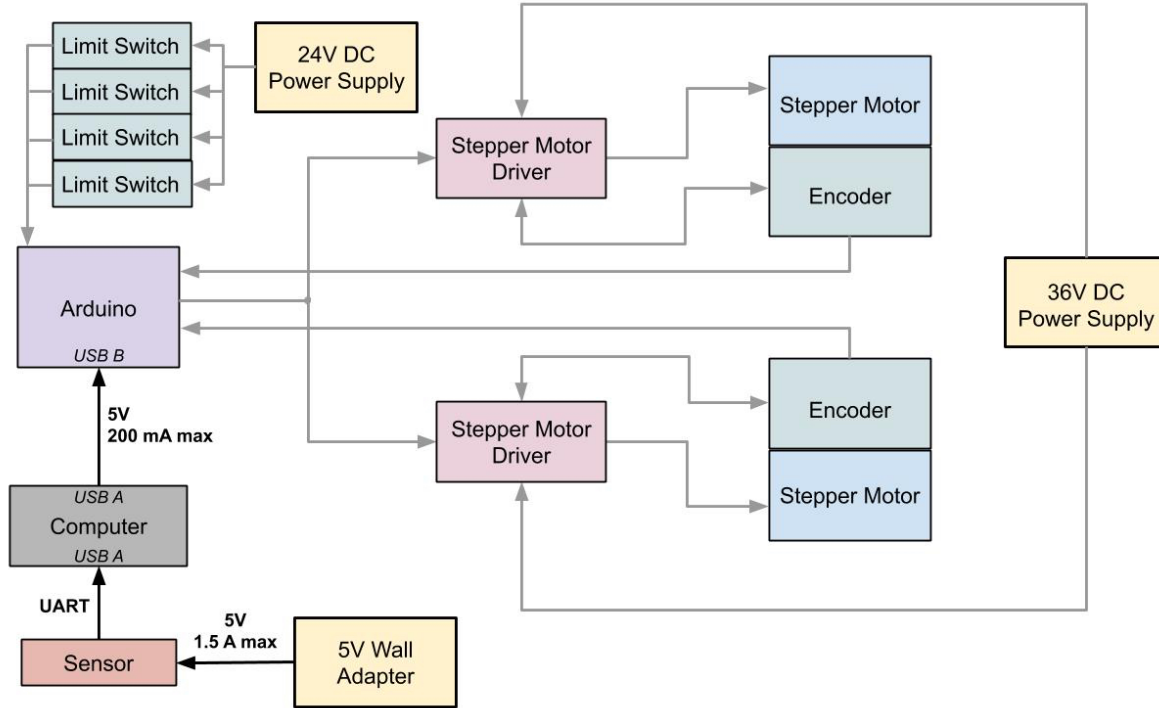 Limit Switch
Limit Switch
Limit Switch
Limit Switch
24V DC
Power Supply
Stepper Motor
Driver
Stepper Motor
Encoder
Arduino
USB B
36V DC
Power Supply
5V
200 mA max
Stepper Motor
Driver
Encoder
Stepper Motor
USB A
Computer
USB A
UART
5V
1.5 A max
Sensor
5V Wall
Adapter